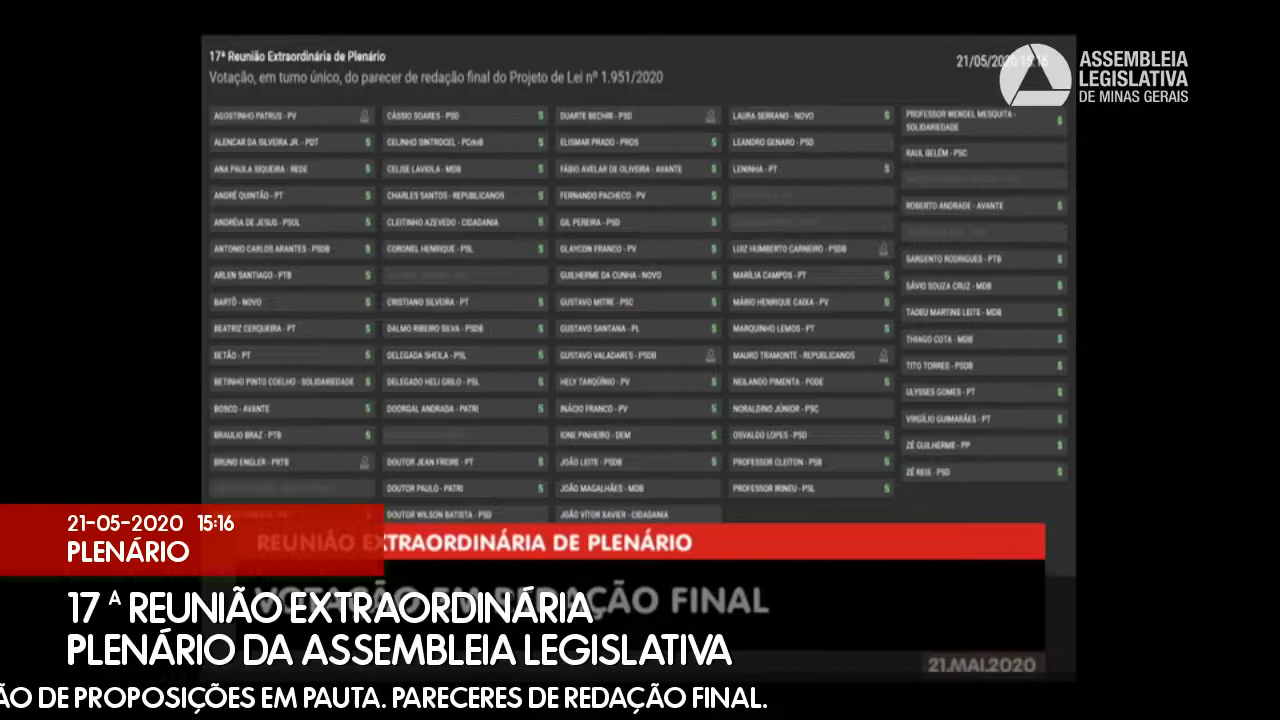 17ª Reunião Extraordinária de Plenário
Votação, em turno único, do parecer de redação final do Projeto de Lei nº 1.951/2020
21/05/2020 15:16
ASSEMBLEIA
LEGISLATIVA
DE MINAS GERAIS
AGOSTINHO PATRUS - PV
ALENCAR DA SILVEIRA JR. - PDT S
ANA PAULA SIQUEIRA - REDE S
ANDRÉ QUINTÃO - PT S
ANDRÉIA DE JESUS - PSOL S
ANTONIO CARLOS ARANTES - PSDB S
ARLEN SANTIAGO - PTB S
BARTÔ - NOVO S
BEATRIZ CERQUEIRA - PT S
BETÃO - PT S
BETINHO PINTO COELHO - SOLIDARIEDADE S
BOSCO - AVANTE S
BRAULIO BRAZ - PTB S
BRUNO ENGLER - PRTB
CÁSSIO SOARES - PSD S
CELINHO SINTROCEL - PCdoB S
CELISE LAVIOLA - MDB S
CHARLES SANTOS - REPUBLICANOS S
CLEITINHO AZEVEDO - CIDADANIA S
CORONEL HENRIQUE - PSL S
CRISTIANO SILVEIRA - PT S
DALMO RIBEIRO SILVA - PSDB S
DELEGADA SHEILA - PSL S
DELEGADO HELI GRILO - PSL S
DOORGAL ANDRADA - PATRI S
DOUTOR JEAN FREIRE - PT S
DOUTOR PAULO - PATRI S
DOUTOR WILSON BATISTA - PSD
DUARTE BECHIR - PSD
ELISMAR PRADO - PROS S
FÁBIO AVELAR DE OLIVEIRA - AVANTE S
FERNANDO PACHECO - PV S
GIL PEREIRA - PSD S
GLAYCON FRANCO - PV S
GUILHERME DA CUNHA - NOVO S
GUSTAVO MITRE - PSC S
GUSTAVO SANTANA - PL S
GUSTAVO VALADARES - PSDB
HELY TARQÜÍNIO - PV S
INÁCIO FRANCO - PV S
IONE PINHEIRO - DEM S
JOÃO LEITE - PSDB S
JOÃO MAGALHÃES - MDB
JOÃO VÍTOR XAVIER - CIDADANIA
LAURA SERRANO - NOVO S
LEANDRO GENARO - PSD
LENINHA - PT S
LUIZ HUMBERTO CARNEIRO - PSDB
MARÍLIA CAMPOS - PT S
MÁRIO HENRIQUE CAIXA - PV S
MARQUINHO LEMOS - PT S
MAURO TRAMONTE - REPUBLICANOS
NEILANDO PIMENTA - PODE S
NORALDINO JÚNIOR - PSC
OSVALDO LOPES - PSD S
PROFESSOR CLEITON - PSB S
PROFESSOR IRINEU - PSL S
PROFESSOR WENDEL MESQUITA - S
SOLIDARIEDADE
RAUL BELÉM - PSC
ROBERTO ANDRADE - AVANTE S
SARGENTO RODRIGUES - PTB S
SÁVIO SOUZA CRUZ - MDB S
TADEU MARTINS LEITE - MDB S
THIAGO COTA - MDB S
TITO TORRES - PSDB S
ULYSSES GOMES - PT S
VIRGÍLIO GUIMARÃES - PT S
ZÉ GUILHERME - PP S
ZÉ REIS - PSD S
21-05-2020 15:16
PLENÁRIO
REUNIÃO EXTRAORDINÁRIA DE PLENÁRIO
VOTAÇÃO EM REDAÇÃO FINAL
17ª REUNIÃO EXTRAORDINÁRIA
PLENÁRIO DA ASSEMBLEIA LEGISLATIVA
21.MAI.2020
ÃO DE PROPOSIÇÕES EM PAUTA. PARECERES DE REDAÇÃO FINAL.